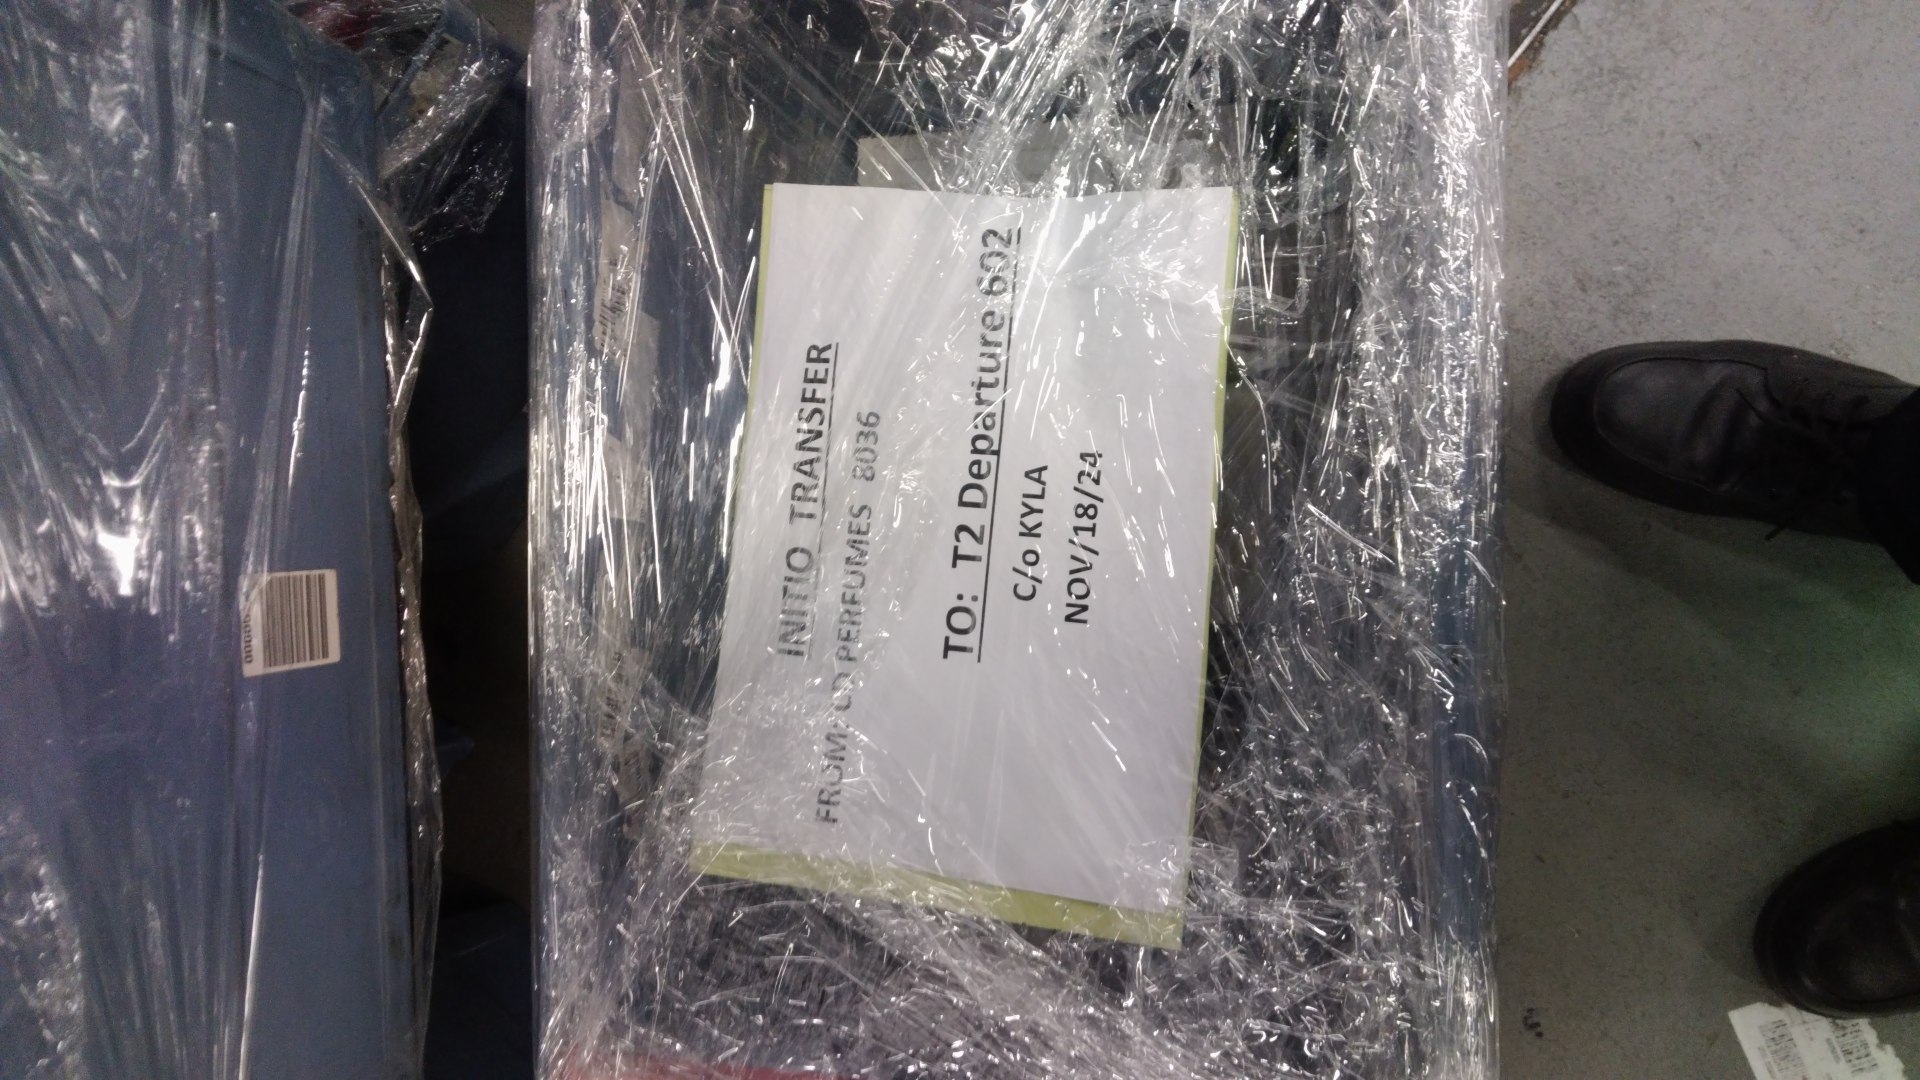 INITIO TRANSFER
FROM PERFUMES 8036
TO: T2 Departure 602
C/o KYLA
NOV/18/24